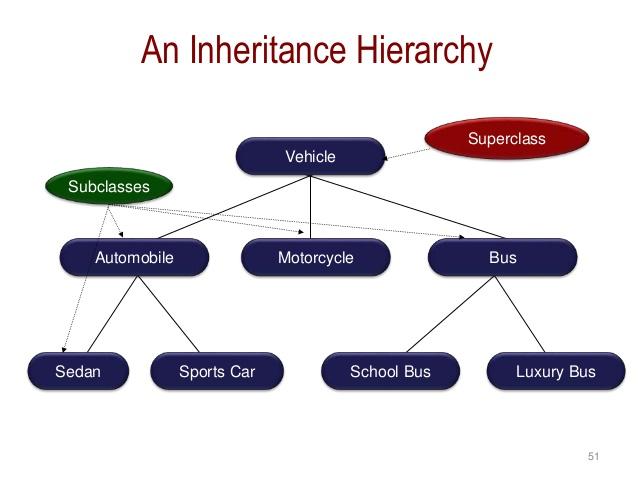 An Inheritance Hierarchy
Superclass
Vehicle
Subclasses
Automobile
Motorcycle
Bus
Sedan
Sports Car
School Bus
Luxury Bus
51